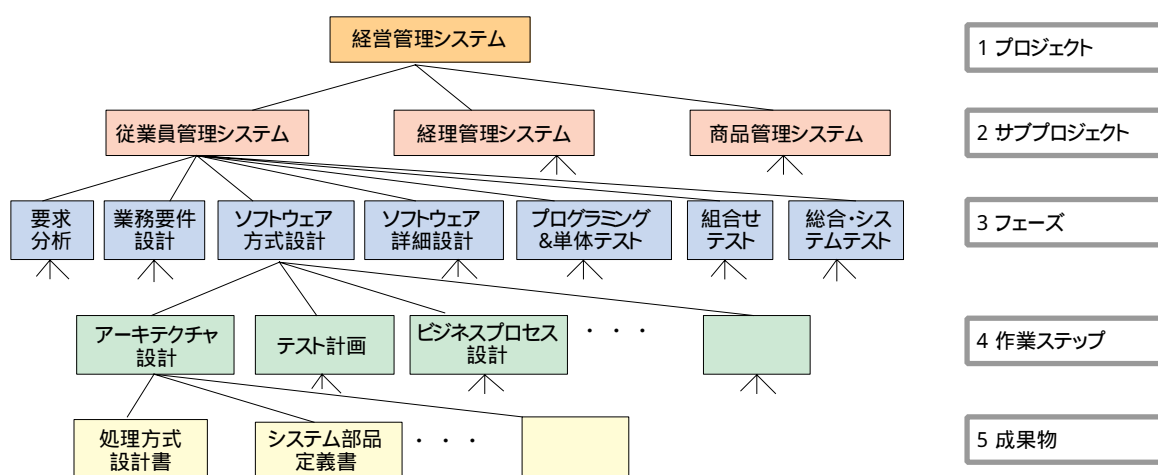 経営管理システム
1 プロジェクト
従業員管理システム
経理管理システム
商品管理システム
2 サブプロジェクト
要求
分析
業務要件
設計
ソフトウェア
方式設計
ソフトウェア
詳細設計
プログラミング
&単体テスト
組合せ
テスト
総合・シス
テムテスト
3 フェーズ
アーキテクチャ
設計
テスト計画
ビジネスプロセス
設計
・ ・ ・
4 作業ステップ
処理方式
設計書
システム部品
定義書
・ ・ ・
5 成果物